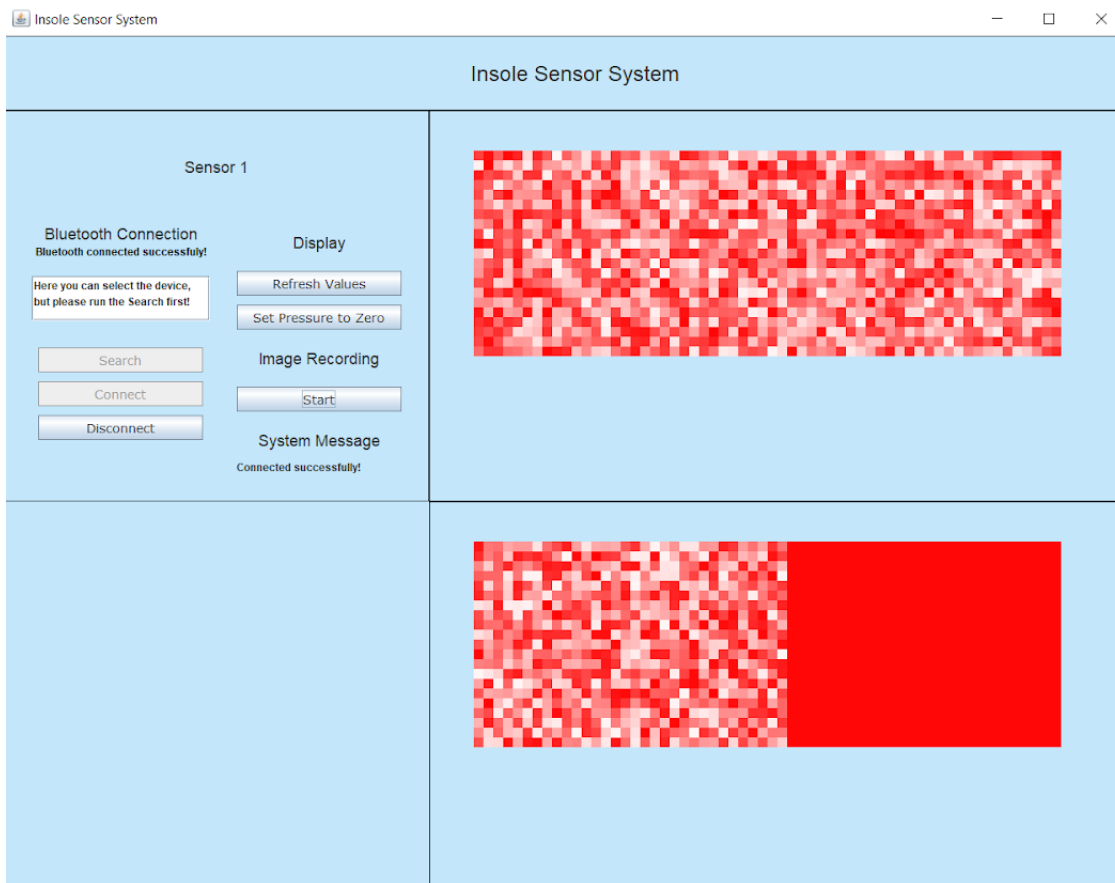 Insole Sensor System
Insole Sensor System
Sensor 1
Bluetooth Connection
Bluetooth connected successfuly!
Here you can select the device,
but please run the Search first!
Search
Connect
Disconnect
Display
Refresh Values
Set Pressure to Zero
Image Recording
Start
System Message
Connected successfully!